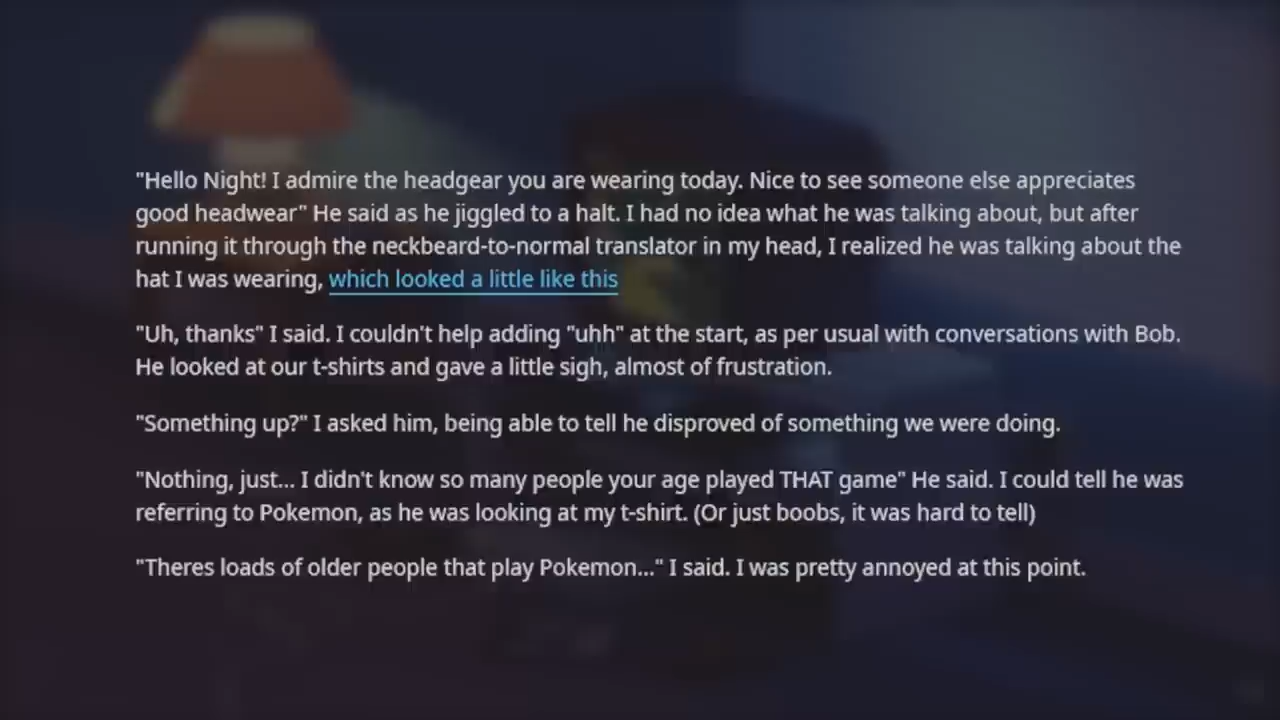 "Hello Night! I admire the headgear you are wearing today. Nice to see someone else appreciates
good headwear" He said as he jiggled to a halt. I had no idea what he was talking about, but after
running it through the neckbeard-to-normal translator in my head, I realized he was talking about the
hat I was wearing, which looked a little like this
"Uh, thanks" I said. I couldn't help adding "uhh" at the start, as per usual with conversations with Bob.
He looked at our t-shirts and gave a little sigh, almost of frustration.
"Something up?" I asked him, being able to tell he disproved of something we were doing.
"Nothing, just... I didn't know so many people your age played THAT game" He said. I could tell he was
referring to Pokemon, as he was looking at my t-shirt. (Or just boobs, it was hard to tell)
"Theres loads of older people that play Pokemon..." I said. I was pretty annoyed at this point.